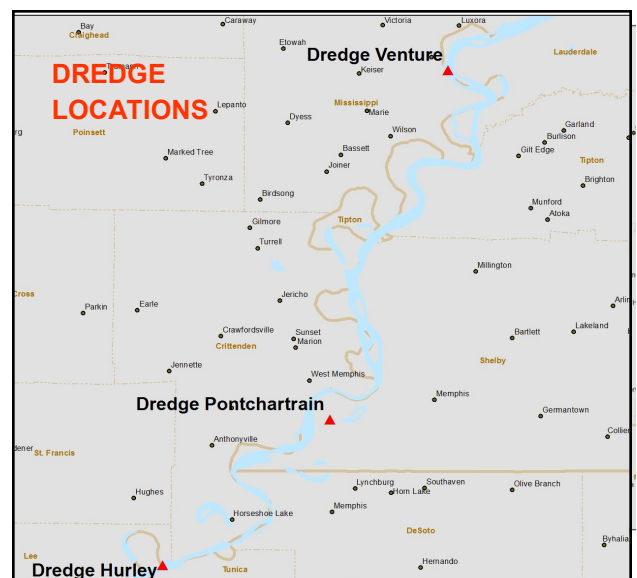 Caraway
Victoria
Luxora
Bay
Craighead
Etowah
Dredge Venture
Lauderdale
Keiser
DREDGE
LOCATIONS
Lepanto
Mississippi
Marie
Poinsett
Dyess
Wilson
Garland
Burlison
Marked Tree
Bassett
Gilt Edge
Joiner
Tipton
Tyronza
Brighton
Birdsong
Munford
Atoka
Gilmore
Tipton
Turrell
Millington
Cross
Jericho
Parkin
Earle
Crawfordsville
Sunset
Marion
Crittenden
Bartlett
Lakeland
Shelby
Jennette
West Memphis
Dredge Pontchartrain
Memphis
Germantown
Anthonyville
St. Francis
Lynchburg
Horn Lake
Southaven
Olive Branch
Hughes
Horseshoe Lake
Memphis
DeSoto
Byhalia
Lee
Dredge Hurley
Tunica
Hernando